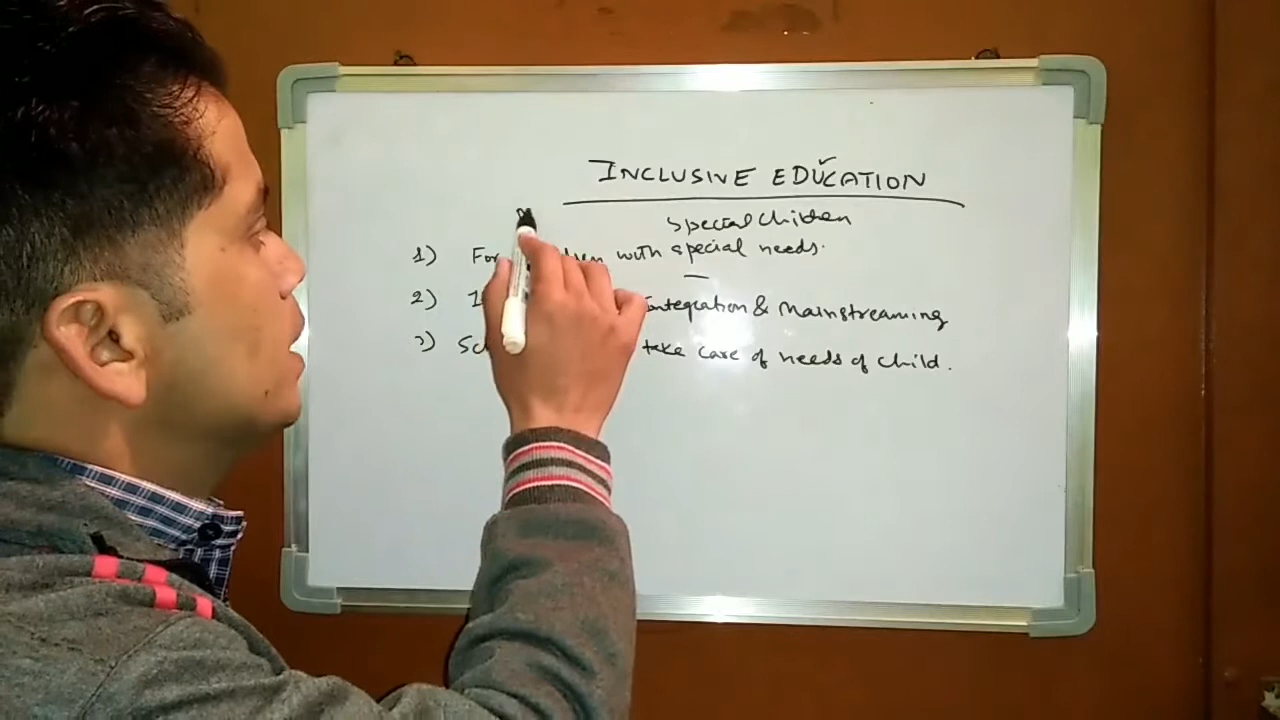 INCLUSIVE EDUCATION
Special Children
1) For with special needs.
2) integration & Mainstreaming
3) take care of needs of child.